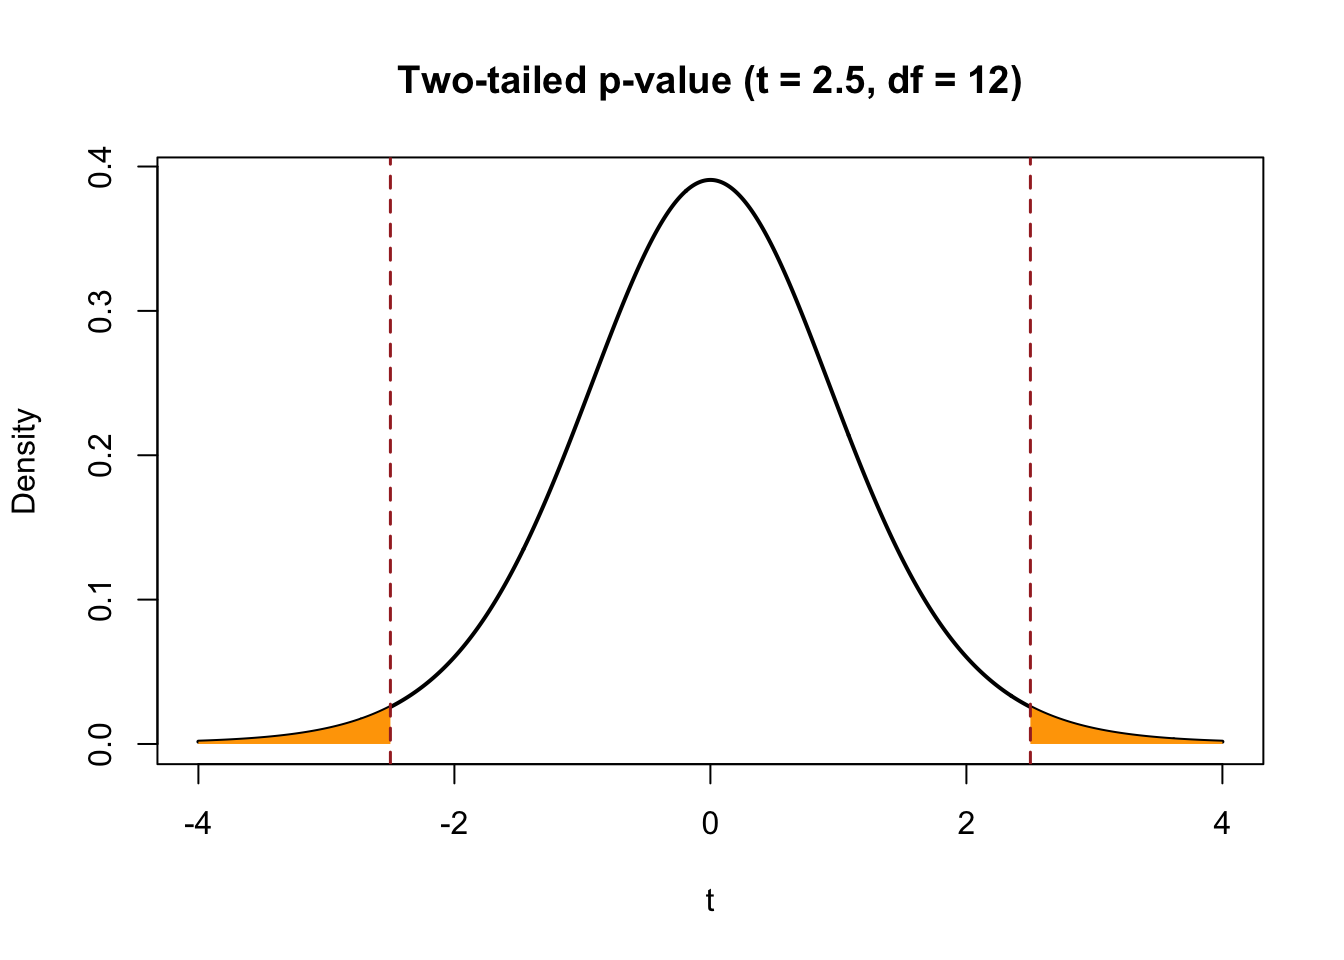 Two-tailed p-value (t = 2.5, df = 12)
Density
0.4
0.3
0.2
0.1
0.0
-4 -2 0 2 4
t